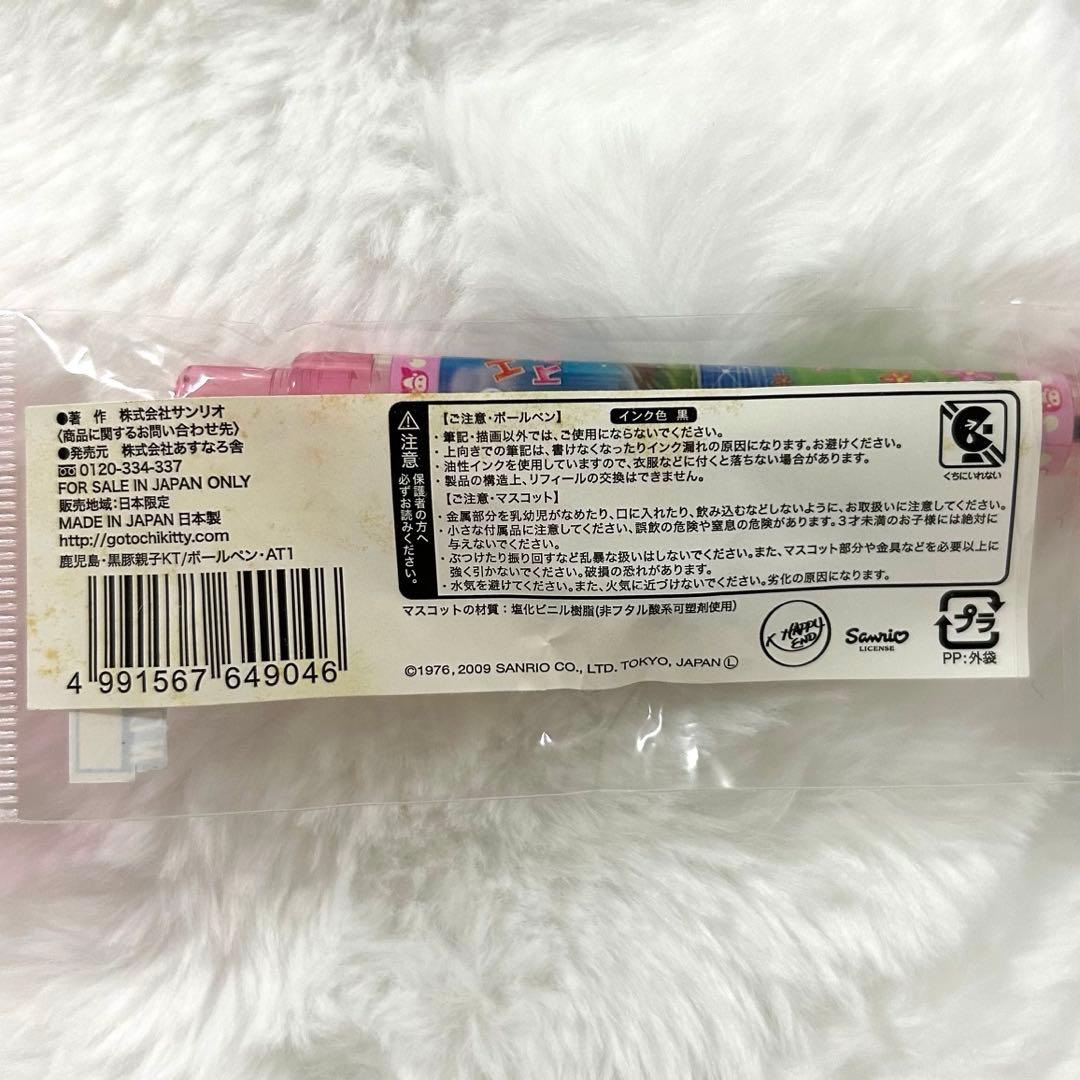 ●著 作 株式会社サンリオ
〈商品に関するお問い合わせ先〉
●発売元 株式会社あすなろ舎
0120-334-337
FOR SALE IN JAPAN ONLY
販売地域:日本限定
MADE IN JAPAN 日本製
http://gotochikitty.com
鹿児島・黒豚親子KT/ボールペン・AT1
4 991567 649046
注意
保護者の方へ
必ずお読みください。
【ご注意・ボールペン】 インク色 黒
・筆記・描画以外では、ご使用にならないでください。
・上向きでの筆記は、書けなくなったりインク漏れの原因になります。お避けください。
・油性インクを使用していますので、衣服などに付くと落ちない場合があります。
・製品の構造上、リフィールの交換はできません。
【ご注意・マスコット】
・金属部分を乳幼児がなめたり、口に入れたり、飲み込むなどしないように、お取扱いに注意してください。
・小さな付属品に注意してください、誤飲の危険や窒息の危険があります。3才未満のお子様には絶対に
与えないでください。
・ぶつけたり振り回すなど乱暴な扱いはしないでください。また、マスコット部分や金具などを必要以上に
強く引かないでください。破損の恐れがあります。
・水気を避けてください。また、火気に近づけないでください。劣化の原因になります。
くちにいれない
マスコットの材質:塩化ビニル樹脂(非フタル酸系可塑剤使用)
©1976, 2009 SANRIO CO., LTD. TOKYO, JAPAN Ⓛ
K HAPPY
END
Sanrio
LICENSE
プラ
PP:外袋